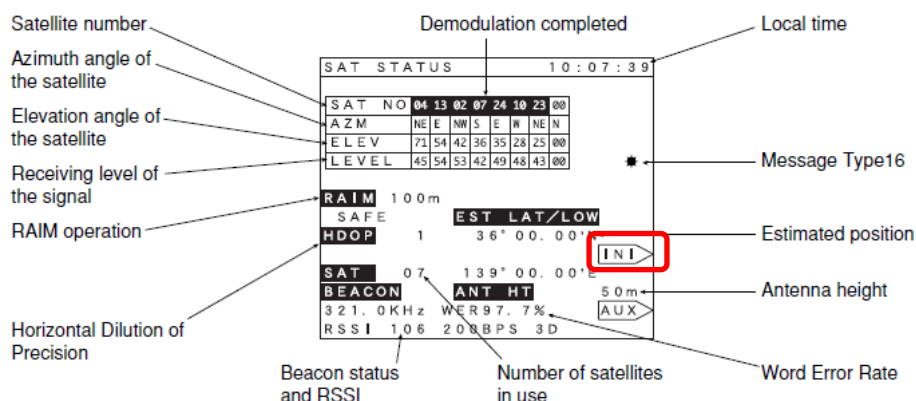 Satellite number
Demodulation completed
Local time
Azimuth angle of
the satellite
Elevation angle of
the satellite
Receiving level of
the signal
RAIM operation
Horizontal Dilution of
Precision
SAT STATUS 10:07:39
SAT NO 04 13 02 07 24 10 23 00
AZM NE E NW S E W NE N
ELEV 71 54 42 36 35 28 25 00
LEVEL 45 54 53 42 49 48 43 00
RAIM 100m
SAFE EST LAT/LOW
HDOP 1 36° 00. 00'N
INI
SAT 07 139° 00. 00'E
BEACON ANT HT 50m
321. 0KHz WER97. 7% AUX
RSSI 106 200BPS 3D
Message Type16
Estimated position
Antenna height
Word Error Rate
Beacon status
and RSSI
Number of satellites
in use